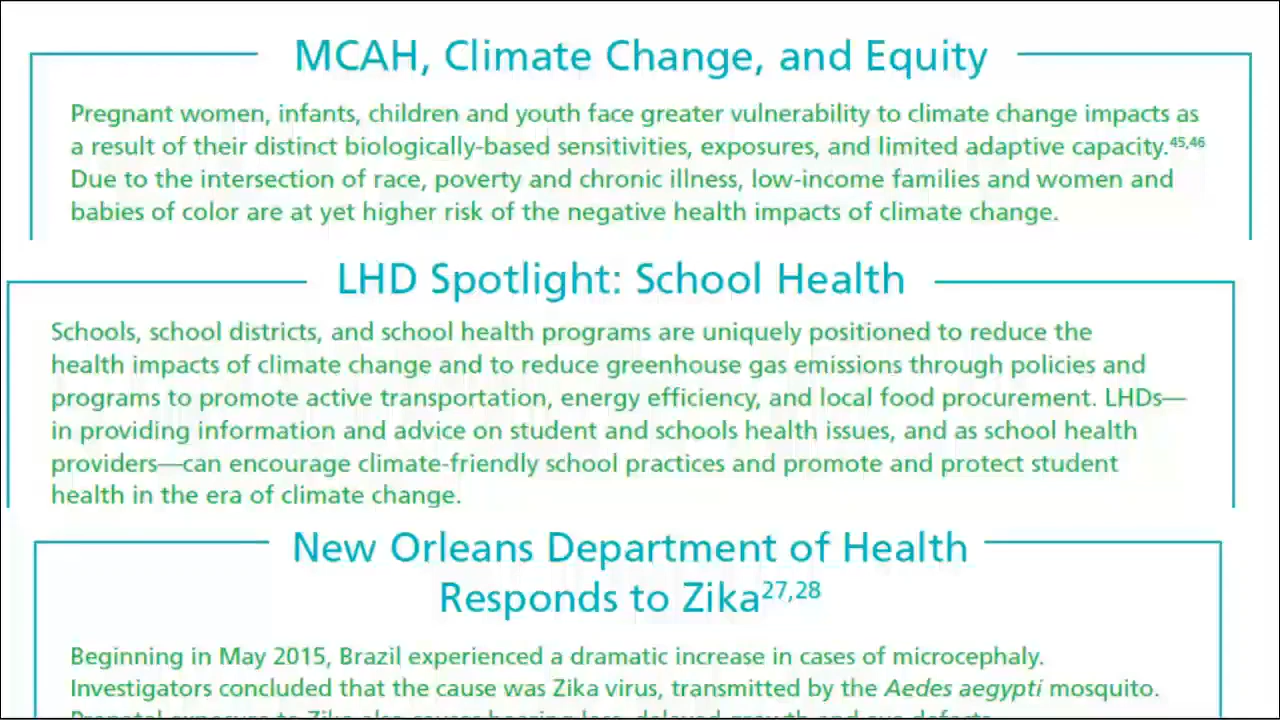 MCAH, Climate Change, and Equity
Pregnant women, infants, children and youth face greater vulnerability to climate change impacts as
a result of their distinct biologically-based sensitivities, exposures, and limited adaptive capacity.45,46
Due to the intersection of race, poverty and chronic illness, low-income families and women and
babies of color are at yet higher risk of the negative health impacts of climate change.
LHD Spotlight: School Health
Schools, school districts, and school health programs are uniquely positioned to reduce the
health impacts of climate change and to reduce greenhouse gas emissions through policies and
programs to promote active transportation, energy efficiency, and local food procurement. LHDs—
in providing information and advice on student and schools health issues, and as school health
providers—can encourage climate-friendly school practices and promote and protect student
health in the era of climate change.
New Orleans Department of Health
Responds to Zika27,28
Beginning in May 2015, Brazil experienced a dramatic increase in cases of microcephaly.
Investigators concluded that the cause was Zika virus, transmitted by the Aedes aegypti mosquito.